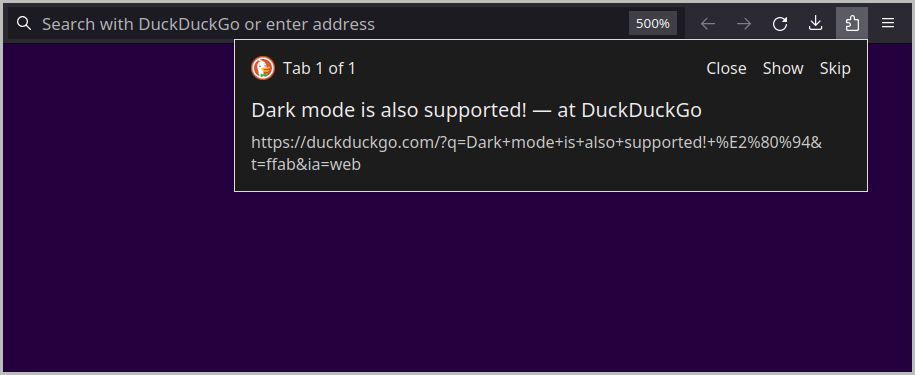 Search with DuckDuckGo or enter address
500%
Tab 1 of 1
Close Show Skip
Dark mode is also supported! — at DuckDuckGo
https://duckduckgo.com/?q=Dark+mode+is+also+supported!+%E2%80%94&
t=ffab&ia=web